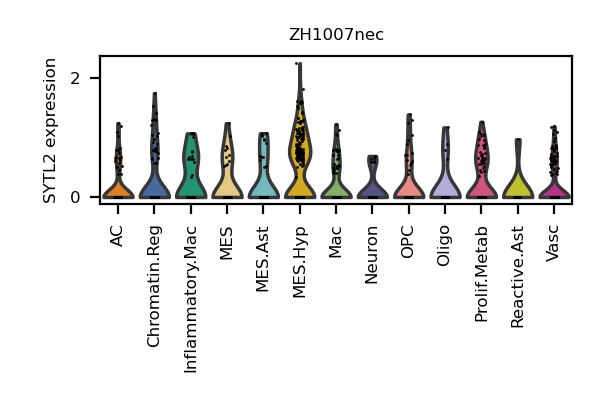 ZH1007nec
SYTL2 expression
2
0
AC
Chromatin.Reg
Inflammatory.Mac
MES
MES.Ast
MES.Hyp
Mac
Neuron
OPC
Oligo
Prolif.Metab
Reactive.Ast
Vasc